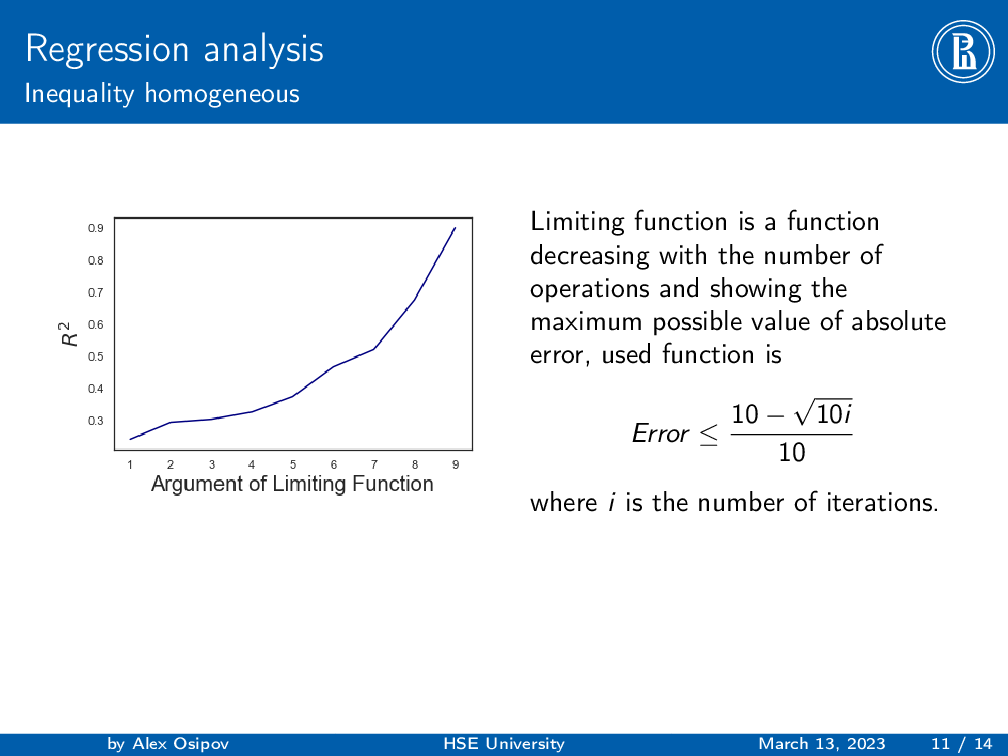 Regression analysis
Inequality homogeneous
0.9
0.8
0.7
0.6
0.5
0.4
0.3
R²
1 2 3 4 5 6 7 8 9
Argument of Limiting Function
Limiting function is a function
decreasing with the number of
operations and showing the
maximum possible value of absolute
error, used function is
Error ≤ (10 − √10i) / 10
where i is the number of iterations.
by Alex Osipov HSE University March 13, 2023 11 / 14